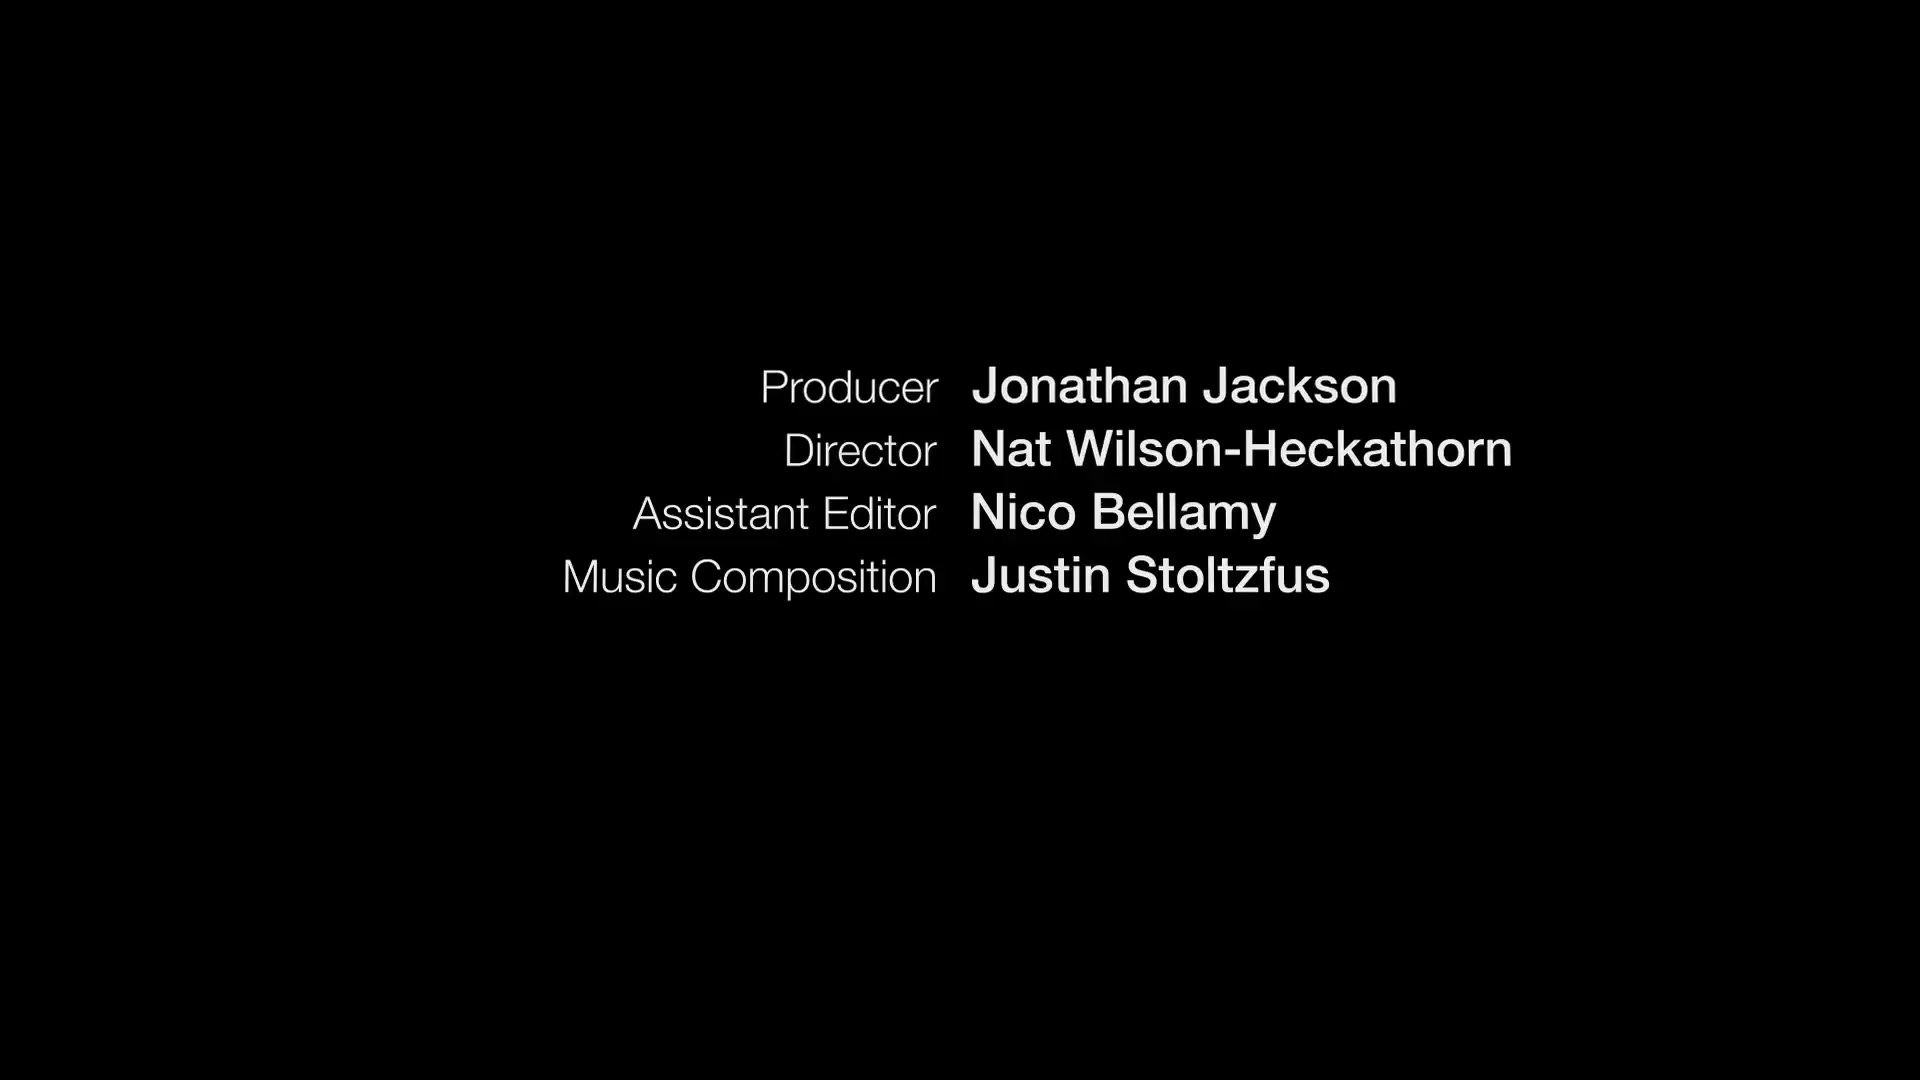 Producer Jonathan Jackson
Director Nat Wilson-Heckathorn
Assistant Editor Nico Bellamy
Music Composition Justin Stoltzfus